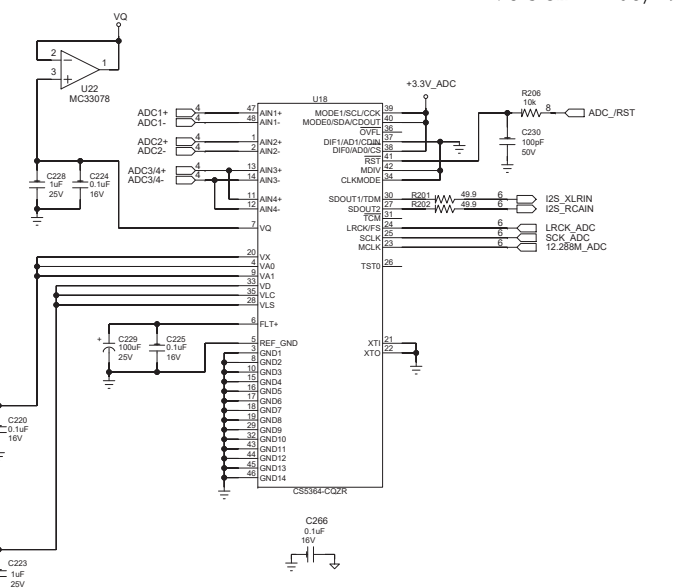 VQ
2
3
1
U22
MC33078
C228
1uF
25V
C224
0.1uF
16V
ADC1+ 4 47 AIN1+
ADC1- 4 48 AIN1-
ADC2+ 4 1 AIN2+
ADC2- 4 2 AIN2-
ADC3/4+ 4 13 AIN3+
ADC3/4- 4 14 AIN3-
11 AIN4+
12 AIN4-
7 VQ
20 VX
4 VA0
9 VA1
33 VD
35 VLC
28 VLS
6 FLT+
5 REF_GND
3 GND1
8 GND2
10 GND3
15 GND4
16 GND5
17 GND6
18 GND7
19 GND8
29 GND9
32 GND10
43 GND11
44 GND12
45 GND13
46 GND14
U18
CS5364-CQZR
+3.3V_ADC
MODE1/SCL/CCK 39
MODE0/SDA/CDOUT 40
OVFL 36
DIF1/AD1/CDIN 37
DIF0/AD0/CS 38
RST 41
MDIV 42
CLKMODE 34
SDOUT1/TDM 30 R201 49.9 6 I2S_XLRIN
SDOUT2 27 R202 49.9 6 I2S_RCAIN
TCM 31
LRCK/FS 24 6 LRCK_ADC
SCLK 25 6 SCK_ADC
MCLK 23 6 12.288M_ADC
TST0 26
XTI 21
XTO 22
R206
10k
8 ADC_/RST
C230
100pF
50V
+ C229
100uF
25V
C225
0.1uF
16V
C220
0.1uF
16V
C223
1uF
25V
C266
0.1uF
16V